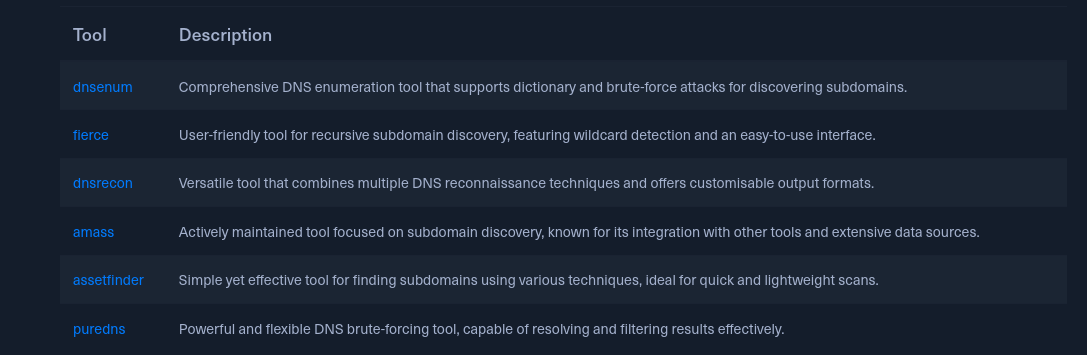 Tool Description
dnsenum Comprehensive DNS enumeration tool that supports dictionary and brute-force attacks for discovering subdomains.
fierce User-friendly tool for recursive subdomain discovery, featuring wildcard detection and an easy-to-use interface.
dnsrecon Versatile tool that combines multiple DNS reconnaissance techniques and offers customisable output formats.
amass Actively maintained tool focused on subdomain discovery, known for its integration with other tools and extensive data sources.
assetfinder Simple yet effective tool for finding subdomains using various techniques, ideal for quick and lightweight scans.
puredns Powerful and flexible DNS brute-forcing tool, capable of resolving and filtering results effectively.